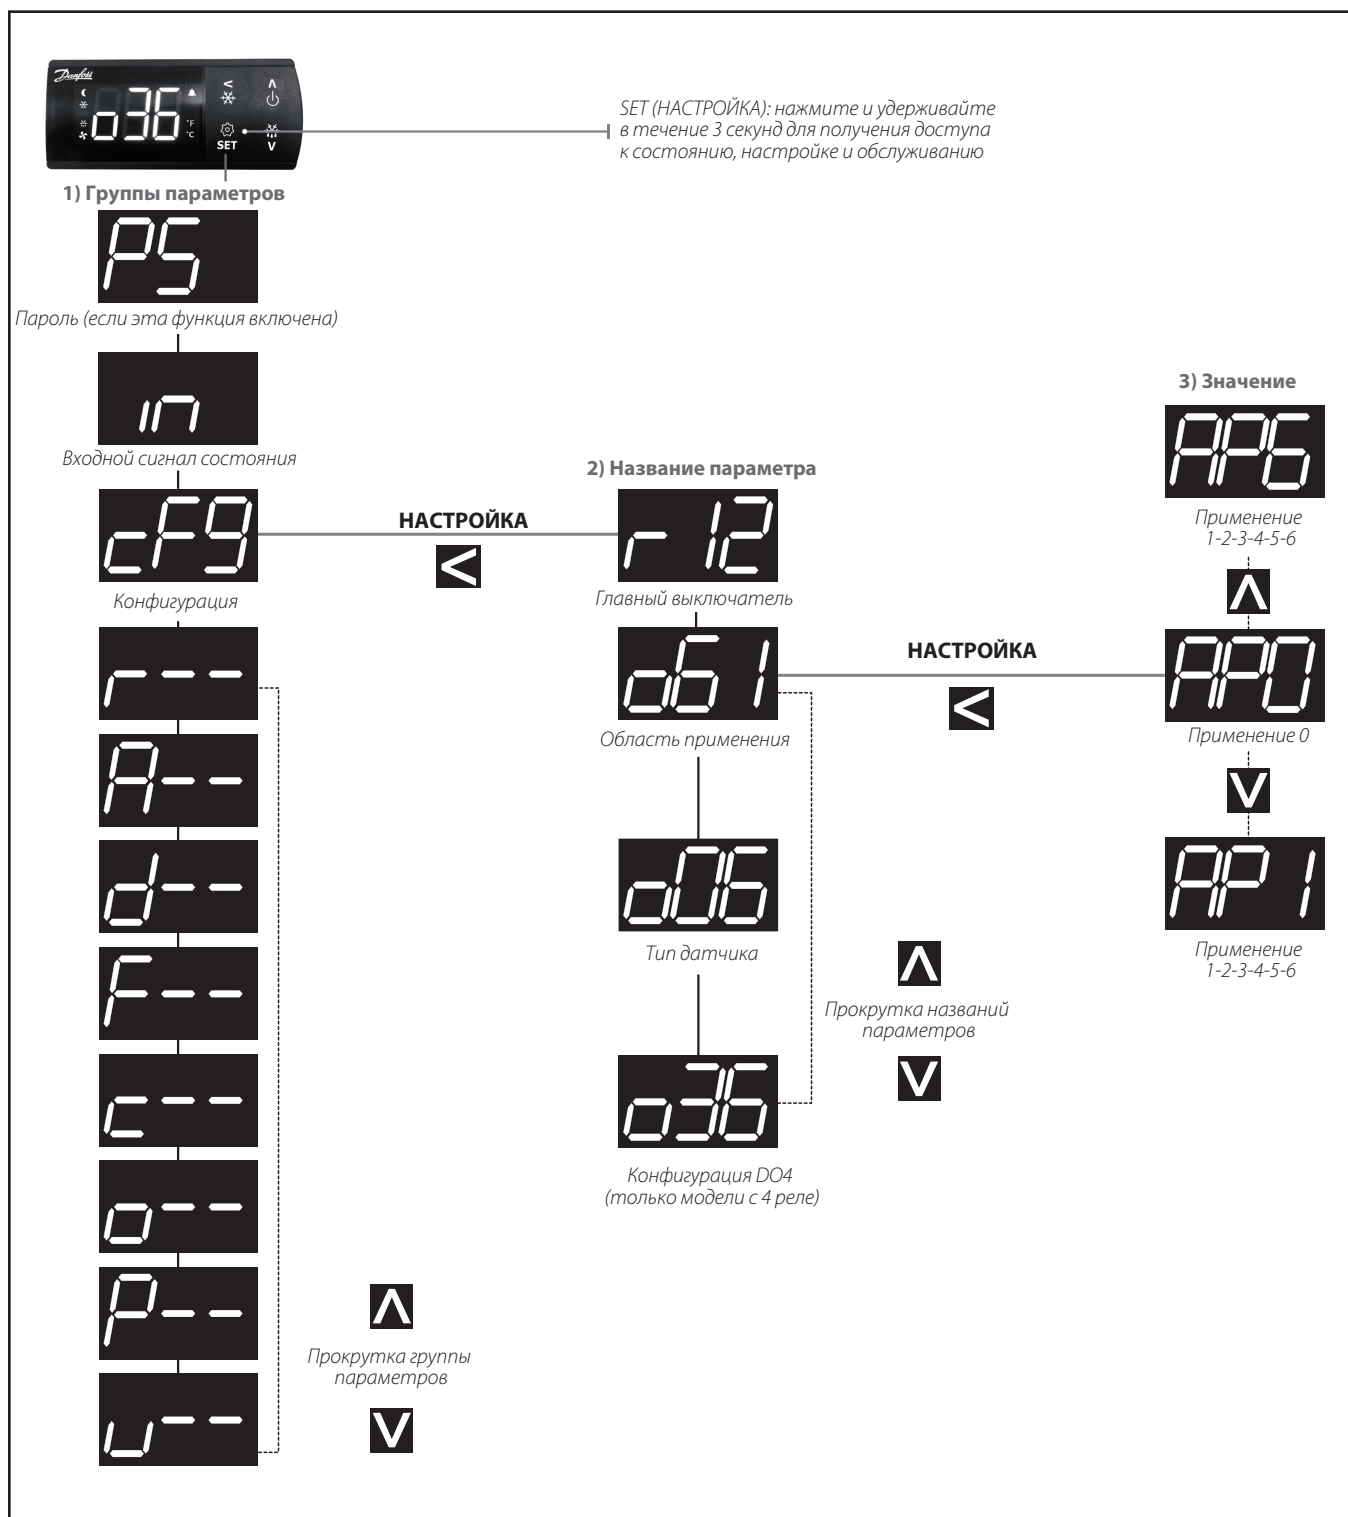 Danfoss
o36
°F
°C
SET
SET (НАСТРОЙКА): нажмите и удерживайте
в течение 3 секунд для получения доступа
к состоянию, настройке и обслуживанию
1) Группы параметров
PS
Пароль (если эта функция включена)
in
Входной сигнал состояния
cFg
Конфигурация
r--
A--
d--
F--
c--
o--
P--
u--
Прокрутка группы
параметров
НАСТРОЙКА
2) Название параметра
r12
Главный выключатель
o61
Область применения
o06
Тип датчика
o36
Конфигурация DO4
(только модели с 4 реле)
Прокрутка названий
параметров
НАСТРОЙКА
3) Значение
AP6
Применение
1-2-3-4-5-6
AP0
Применение 0
AP1
Применение
1-2-3-4-5-6